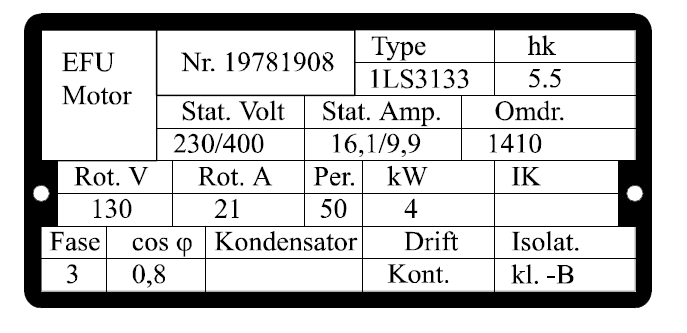 EFU Motor
Nr. 19781908
Type hk
1LS3133 5.5
Stat. Volt Stat. Amp. Omdr.
230/400 16,1/9,9 1410
Rot. V Rot. A Per. kW IK
130 21 50 4
Fase cos φ Kondensator Drift Isolat.
3 0,8 Kont. kl. -B